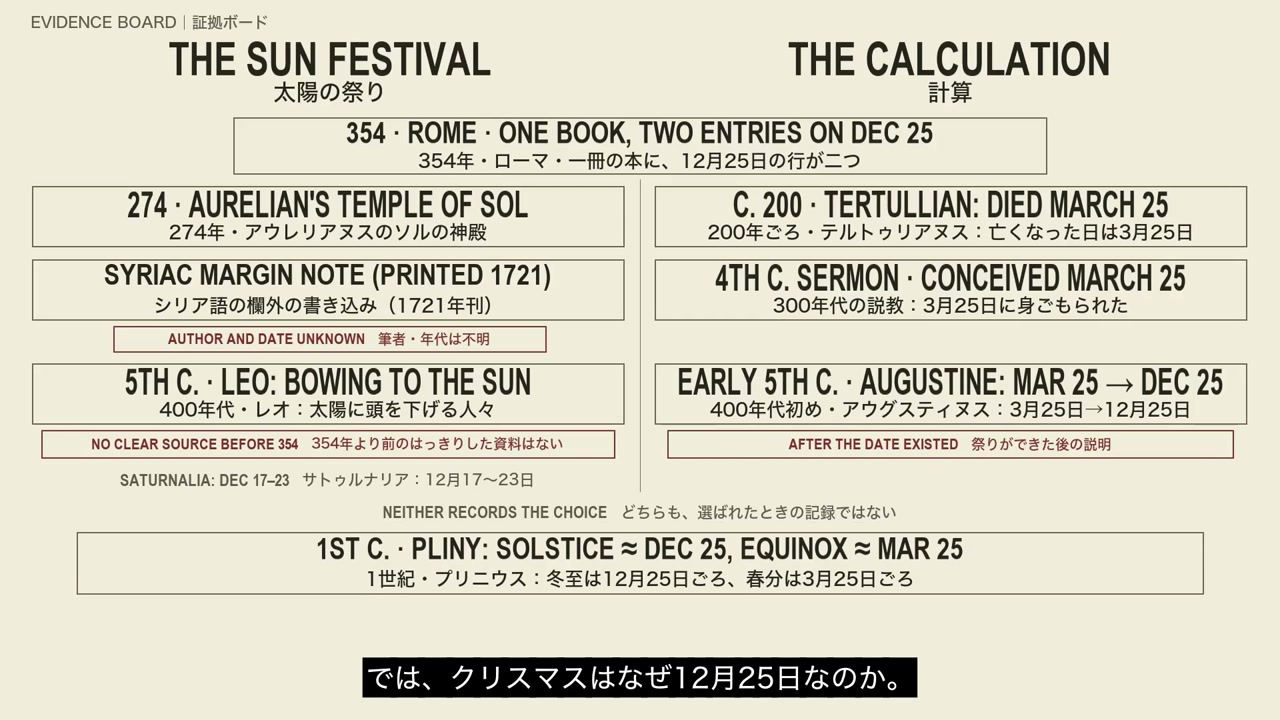 EVIDENCE BOARD｜証拠ボード
THE SUN FESTIVAL
太陽の祭り
THE CALCULATION
計算
354 · ROME · ONE BOOK, TWO ENTRIES ON DEC 25
354年・ローマ・一冊の本に、12月25日の行が二つ
274 · AURELIAN'S TEMPLE OF SOL
274年・アウレリアヌスのソルの神殿
SYRIAC MARGIN NOTE (PRINTED 1721)
シリア語の欄外の書き込み（1721年刊）
AUTHOR AND DATE UNKNOWN 筆者・年代は不明
5TH C. · LEO: BOWING TO THE SUN
400年代・レオ：太陽に頭を下げる人々
NO CLEAR SOURCE BEFORE 354 354年より前のはっきりした資料はない
SATURNALIA: DEC 17–23 サトゥルナリア：12月17～23日
C. 200 · TERTULLIAN: DIED MARCH 25
200年ごろ・テルトゥリアヌス：亡くなった日は3月25日
4TH C. SERMON · CONCEIVED MARCH 25
300年代の説教：3月25日に身ごもられた
EARLY 5TH C. · AUGUSTINE: MAR 25 → DEC 25
400年代初め・アウグスティヌス：3月25日→12月25日
AFTER THE DATE EXISTED 祭りができた後の説明
NEITHER RECORDS THE CHOICE どちらも、選ばれたときの記録ではない
1ST C. · PLINY: SOLSTICE ≈ DEC 25, EQUINOX ≈ MAR 25
1世紀・プリニウス：冬至は12月25日ごろ、春分は3月25日ごろ
では、クリスマスはなぜ12月25日なのか。